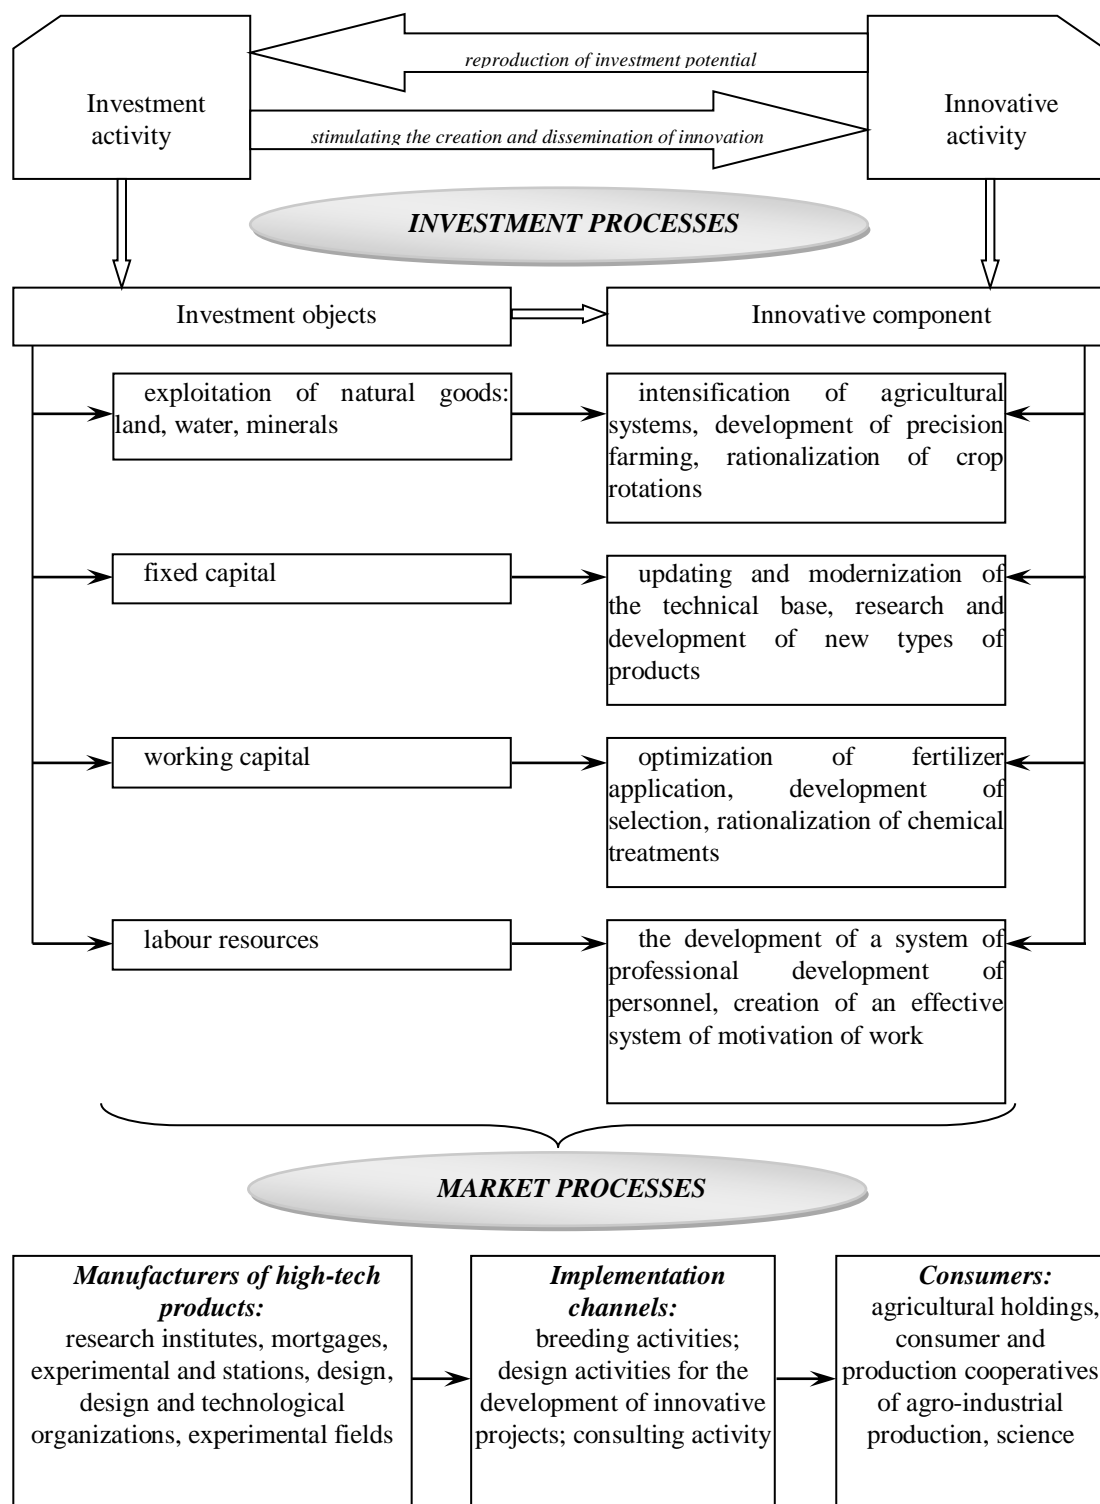 reproduction of investment potential
Investment
activity
Innovative
activity
stimulating the creation and dissemination of innovation
INVESTMENT PROCESSES
Investment objects
Innovative component
exploitation of natural goods:
land, water, minerals
intensification of agricultural
systems, development of precision
farming, rationalization of crop
rotations
fixed capital
updating and modernization of
the technical base, research and
development of new types of
products
working capital
optimization of fertilizer
application, development of
selection, rationalization of chemical
treatments
labour resources
the development of a system of
professional development of
personnel, creation of an effective
system of motivation of work
MARKET PROCESSES
Manufacturers of high-tech
products:
research institutes, mortgages,
experimental and stations, design,
design and technological
organizations, experimental fields
Implementation
channels:
breeding activities;
design activities for the
development of innovative
projects; consulting activity
Consumers:
agricultural holdings,
consumer and
production cooperatives
of agro-industrial
production, science